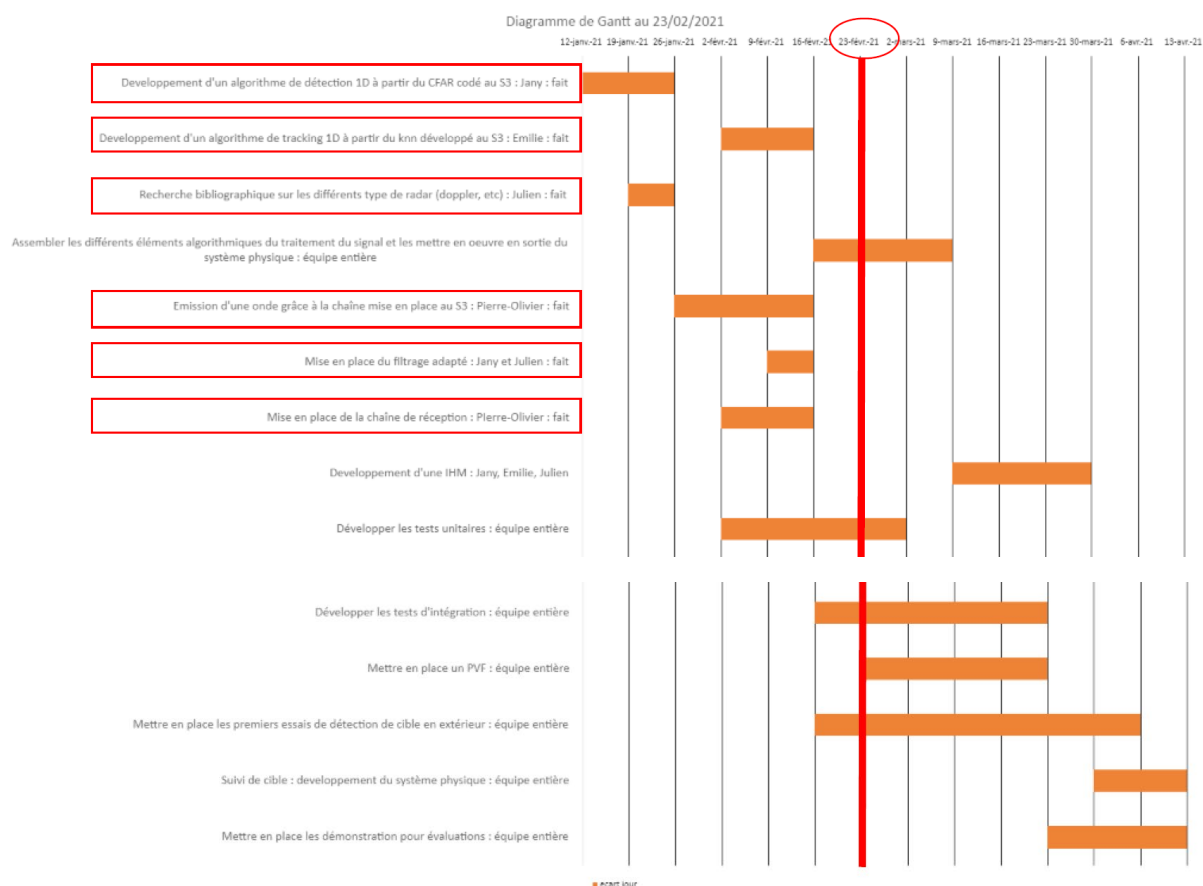 Diagramme de Gantt au 23/02/2021
12-janv.-21 19-janv.-21 26-janv.-21 2-févr.-21 9-févr.-21 16-févr.-21 23-févr.-21 2-mars-21 9-mars-21 16-mars-21 23-mars-21 30-mars-21 6-avr.-21 13-avr.-21
Developpement d'un algorithme de détection 1D à partir du CFAR codé au S3 : Jany : fait
Developpement d'un algorithme de tracking 1D à partir du knn développé au S3 : Emilie : fait
Recherche bibliographique sur les différents type de radar (doppler, etc) : Julien : fait
Assembler les différents éléments algorithmiques du traitement du signal et les mettre en oeuvre en sortie du
système physique : équipe entière
Emission d'une onde grâce à la chaîne mise en place au S3 : Pierre-Olivier : fait
Mise en place du filtrage adapté : Jany et Julien : fait
Mise en place de la chaîne de réception : PIerre-Olivier : fait
Developpement d'une IHM : Jany, Emilie, Julien
Développer les tests unitaires : équipe entière
Développer les tests d'intégration : équipe entière
Mettre en place un PVF : équipe entière
Mettre en place les premiers essais de détection de cible en extérieur : équipe entière
Suivi de cible : developpement du système physique : équipe entière
Mettre en place les démonstration pour évaluations : équipe entière
ecart jour